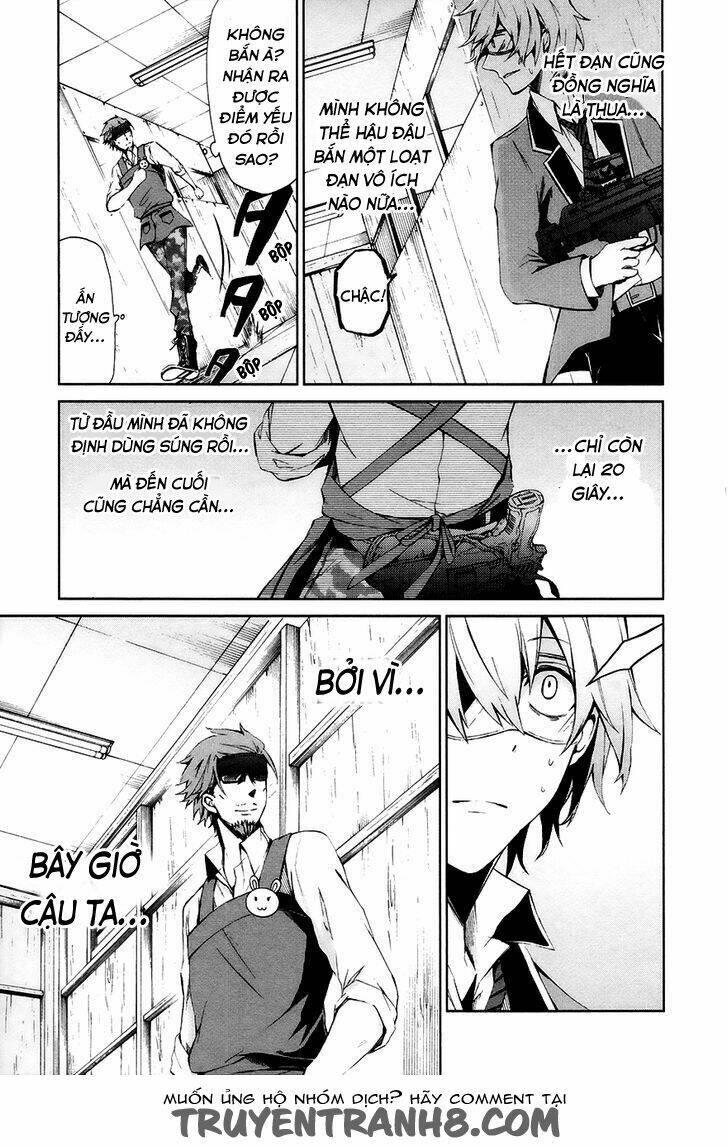 HẾT ĐẠN CŨNG
ĐỒNG NGHĨA
LÀ THUA...
MÌNH KHÔNG
THỂ HẬU ĐẬU
BẮN MỘT LOẠT
ĐẠN VÔ ÍCH
NÀO NỮA...
CHẬC!
KHÔNG
BẮN À?
NHẬN RA
ĐƯỢC
ĐIỂM YẾU
ĐÓ RỒI
SAO?
タ
BỘP
タ
BỘP
タ
BỘP
ẤN
TƯỢNG
ĐẤY...
...CHỈ CÒN
LẠI 20
GIÂY...
TỪ ĐẦU MÌNH ĐÃ KHÔNG
ĐỊNH DÙNG SÚNG RỒI...
MÀ ĐẾN CUỐI
CŨNG CHẲNG CẦN...
BỞI VÌ...
BÂY GIỜ
CẬU TA...
MUỐN ỦNG HỘ NHÓM DỊCH? HÃY COMMENT TẠI
TRUYENTRANH8.COM